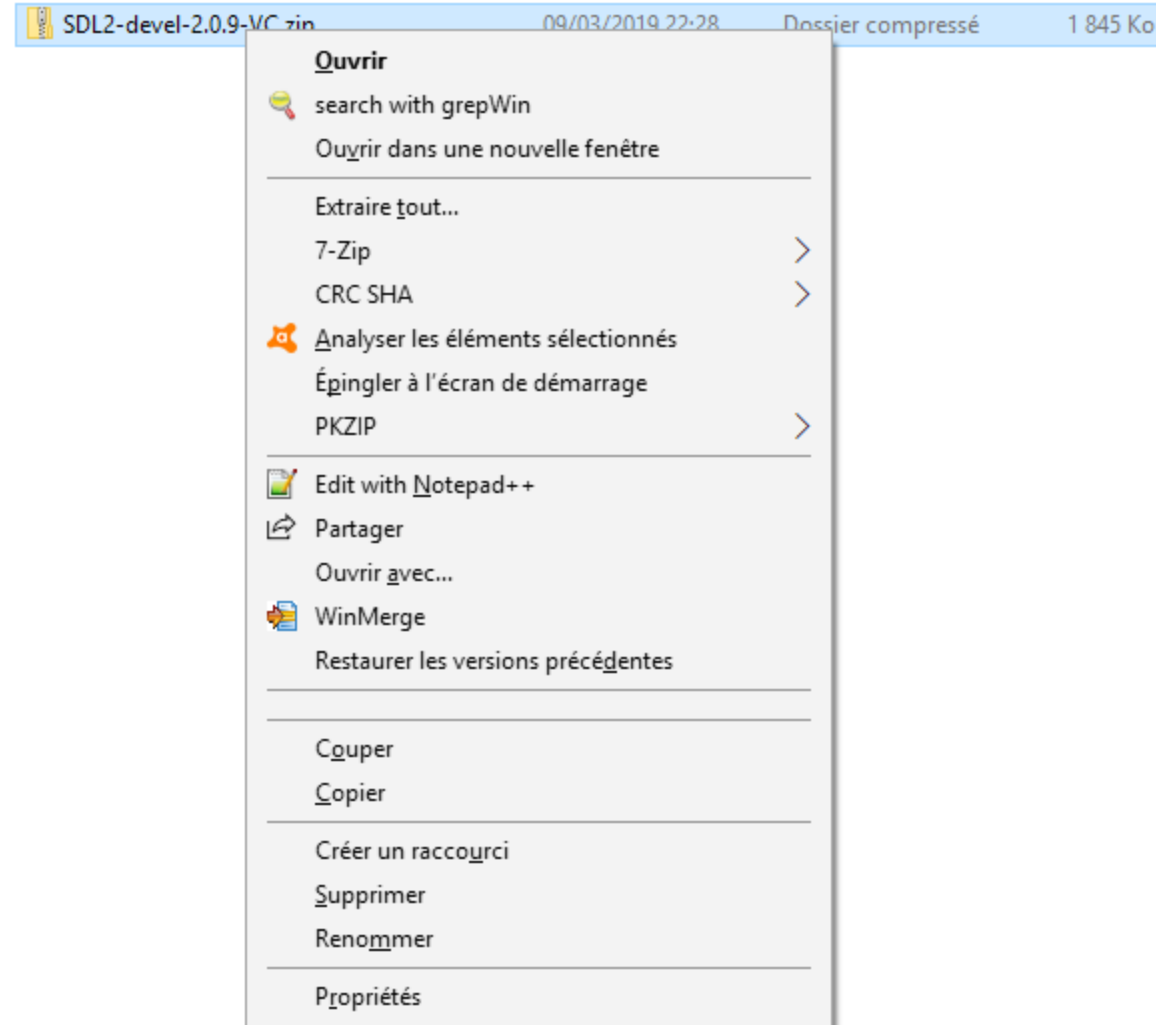 SDL2-devel-2.0.9-VC.zip 09/03/2019 22:28 Dossier compressé 1 845 Ko
Ouvrir
search with grepWin
Ouvrir dans une nouvelle fenêtre
Extraire tout...
7-Zip
CRC SHA
Analyser les éléments sélectionnés
Épingler à l'écran de démarrage
PKZIP
Edit with Notepad++
Partager
Ouvrir avec...
WinMerge
Restaurer les versions précédentes
Couper
Copier
Créer un raccourci
Supprimer
Renommer
Propriétés